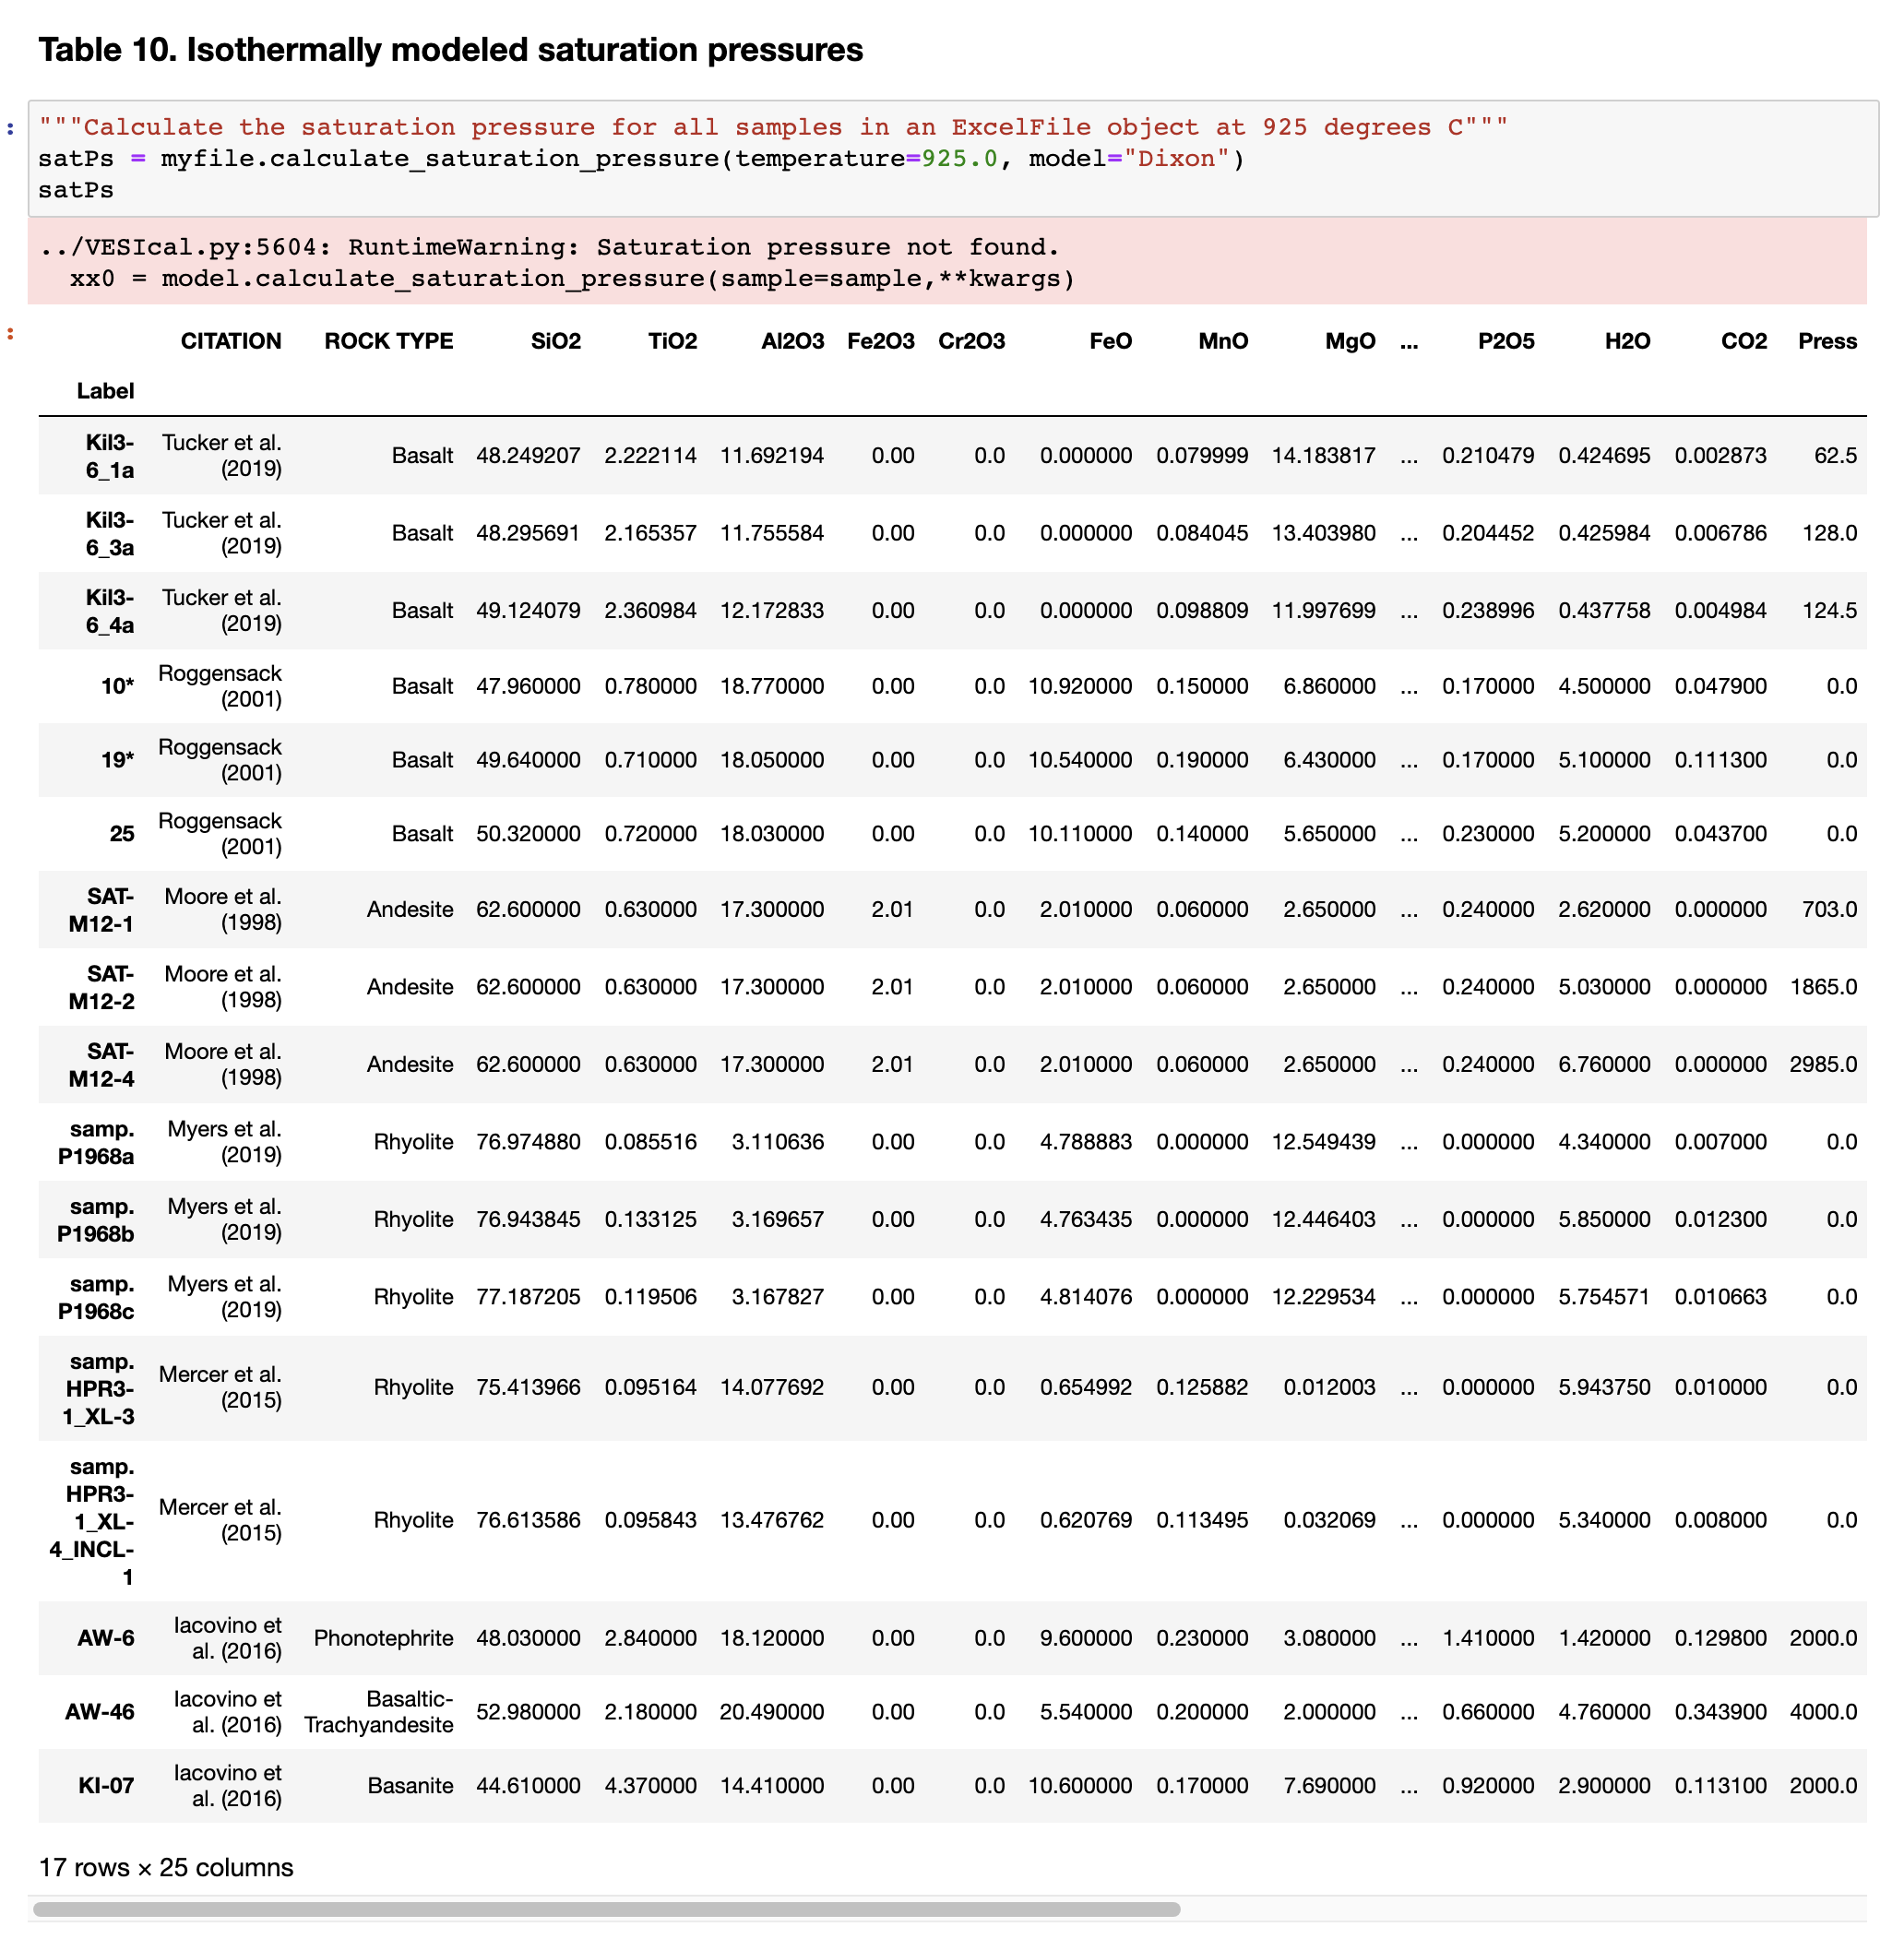 Table 10. Isothermally modeled saturation pressures
: """Calculate the saturation pressure for all samples in an ExcelFile object at 925 degrees C"""
satPs = myfile.calculate_saturation_pressure(temperature=925.0, model="Dixon")
satPs
../VESIcal.py:5604: RuntimeWarning: Saturation pressure not found.
xx0 = model.calculate_saturation_pressure(sample=sample,**kwargs)
:
CITATION ROCK TYPE SiO2 TiO2 Al2O3 Fe2O3 Cr2O3 FeO MnO MgO ... P2O5 H2O CO2 Press
Label
Kil3-6_1a Tucker et al. (2019) Basalt 48.249207 2.222114 11.692194 0.00 0.0 0.000000 0.079999 14.183817 ... 0.210479 0.424695 0.002873 62.5
Kil3-6_3a Tucker et al. (2019) Basalt 48.295691 2.165357 11.755584 0.00 0.0 0.000000 0.084045 13.403980 ... 0.204452 0.425984 0.006786 128.0
Kil3-6_4a Tucker et al. (2019) Basalt 49.124079 2.360984 12.172833 0.00 0.0 0.000000 0.098809 11.997699 ... 0.238996 0.437758 0.004984 124.5
10* Roggensack (2001) Basalt 47.960000 0.780000 18.770000 0.00 0.0 10.920000 0.150000 6.860000 ... 0.170000 4.500000 0.047900 0.0
19* Roggensack (2001) Basalt 49.640000 0.710000 18.050000 0.00 0.0 10.540000 0.190000 6.430000 ... 0.170000 5.100000 0.111300 0.0
25 Roggensack (2001) Basalt 50.320000 0.720000 18.030000 0.00 0.0 10.110000 0.140000 5.650000 ... 0.230000 5.200000 0.043700 0.0
SAT-M12-1 Moore et al. (1998) Andesite 62.600000 0.630000 17.300000 2.01 0.0 2.010000 0.060000 2.650000 ... 0.240000 2.620000 0.000000 703.0
SAT-M12-2 Moore et al. (1998) Andesite 62.600000 0.630000 17.300000 2.01 0.0 2.010000 0.060000 2.650000 ... 0.240000 5.030000 0.000000 1865.0
SAT-M12-4 Moore et al. (1998) Andesite 62.600000 0.630000 17.300000 2.01 0.0 2.010000 0.060000 2.650000 ... 0.240000 6.760000 0.000000 2985.0
samp. P1968a Myers et al. (2019) Rhyolite 76.974880 0.085516 3.110636 0.00 0.0 4.788883 0.000000 12.549439 ... 0.000000 4.340000 0.007000 0.0
samp. P1968b Myers et al. (2019) Rhyolite 76.943845 0.133125 3.169657 0.00 0.0 4.763435 0.000000 12.446403 ... 0.000000 5.850000 0.012300 0.0
samp. P1968c Myers et al. (2019) Rhyolite 77.187205 0.119506 3.167827 0.00 0.0 4.814076 0.000000 12.229534 ... 0.000000 5.754571 0.010663 0.0
samp. HPR3-1_XL-3 Mercer et al. (2015) Rhyolite 75.413966 0.095164 14.077692 0.00 0.0 0.654992 0.125882 0.012003 ... 0.000000 5.943750 0.010000 0.0
samp. HPR3-1_XL-4_INCL-1 Mercer et al. (2015) Rhyolite 76.613586 0.095843 13.476762 0.00 0.0 0.620769 0.113495 0.032069 ... 0.000000 5.340000 0.008000 0.0
AW-6 Iacovino et al. (2016) Phonotephrite 48.030000 2.840000 18.120000 0.00 0.0 9.600000 0.230000 3.080000 ... 1.410000 1.420000 0.129800 2000.0
AW-46 Iacovino et al. (2016) Basaltic-Trachyandesite 52.980000 2.180000 20.490000 0.00 0.0 5.540000 0.200000 2.000000 ... 0.660000 4.760000 0.343900 4000.0
KI-07 Iacovino et al. (2016) Basanite 44.610000 4.370000 14.410000 0.00 0.0 10.600000 0.170000 7.690000 ... 0.920000 2.900000 0.113100 2000.0
17 rows × 25 columns